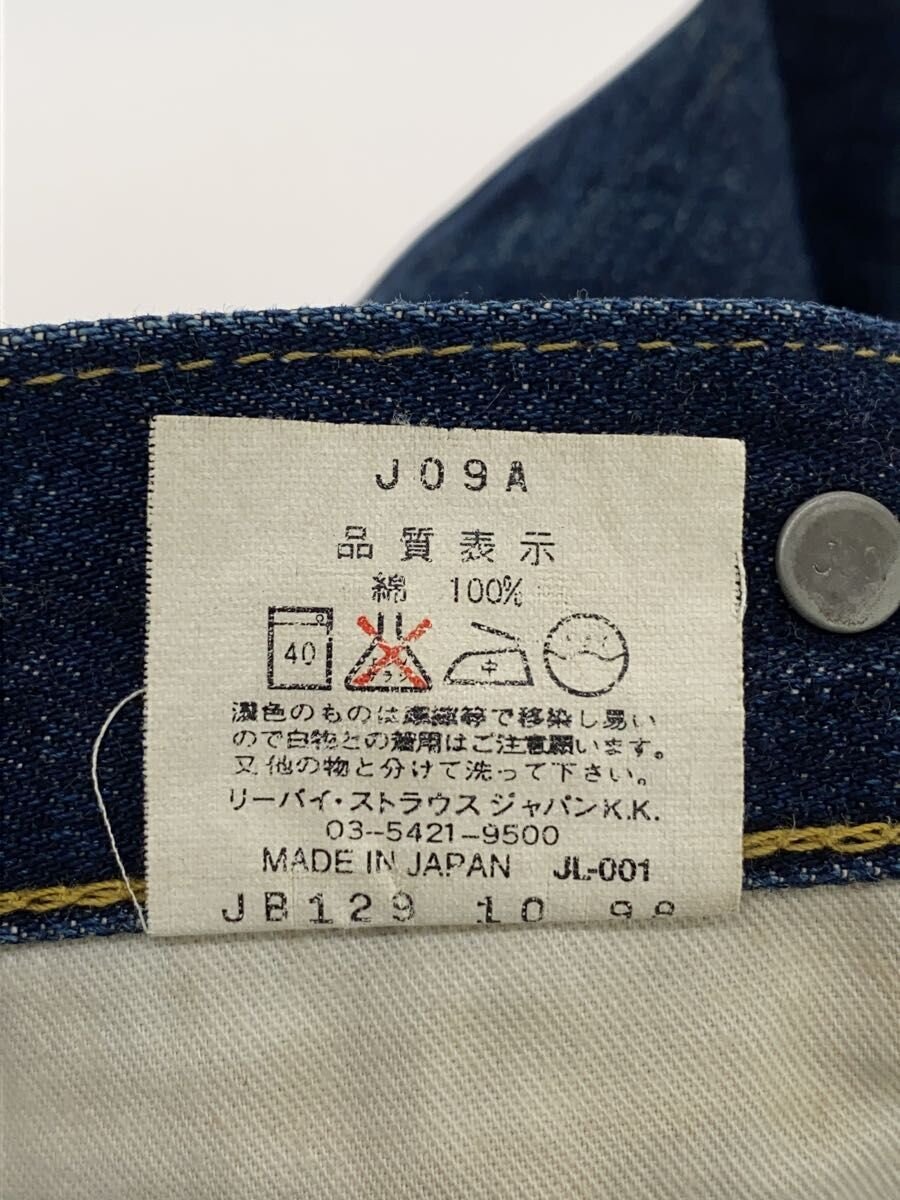 J09A
品質表示
綿 100%
40
中
濃色のものは摩擦等で移染し易い
ので白物との着用はご注意願います。
又他の物と分けて洗って下さい。
リーバイ・ストラウス ジャパン K.K.
03-5421-9500
MADE IN JAPAN JL-001
JB129 10 98